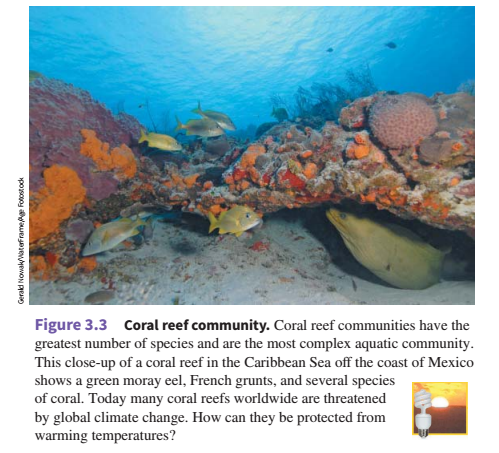 Gerald Nowak/WaterFrame/Age Fotostock
Figure 3.3 Coral reef community. Coral reef communities have the
greatest number of species and are the most complex aquatic community.
This close-up of a coral reef in the Caribbean Sea off the coast of Mexico
shows a green moray eel, French grunts, and several species
of coral. Today many coral reefs worldwide are threatened
by global climate change. How can they be protected from
warming temperatures?